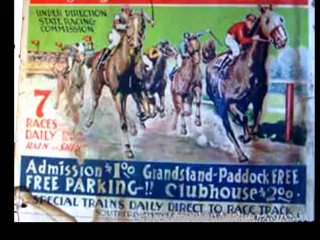 UNDER DIRECTION
STATE RACING
COMMISSION
7
RACES
DAILY
RAIN or SHINE
Admission $1.00 Grandstand-Paddock FREE
FREE PARKING-!! Clubhouse $2.00
SPECIAL TRAINS DAILY DIRECT TO RACE TRACK